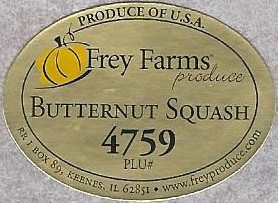 PRODUCE OF U.S.A.
Frey Farms®
produce
BUTTERNUT SQUASH
4759
PLU#
RR 1 BOX 89, KEENES, IL 62851 • www.freyproduce.com